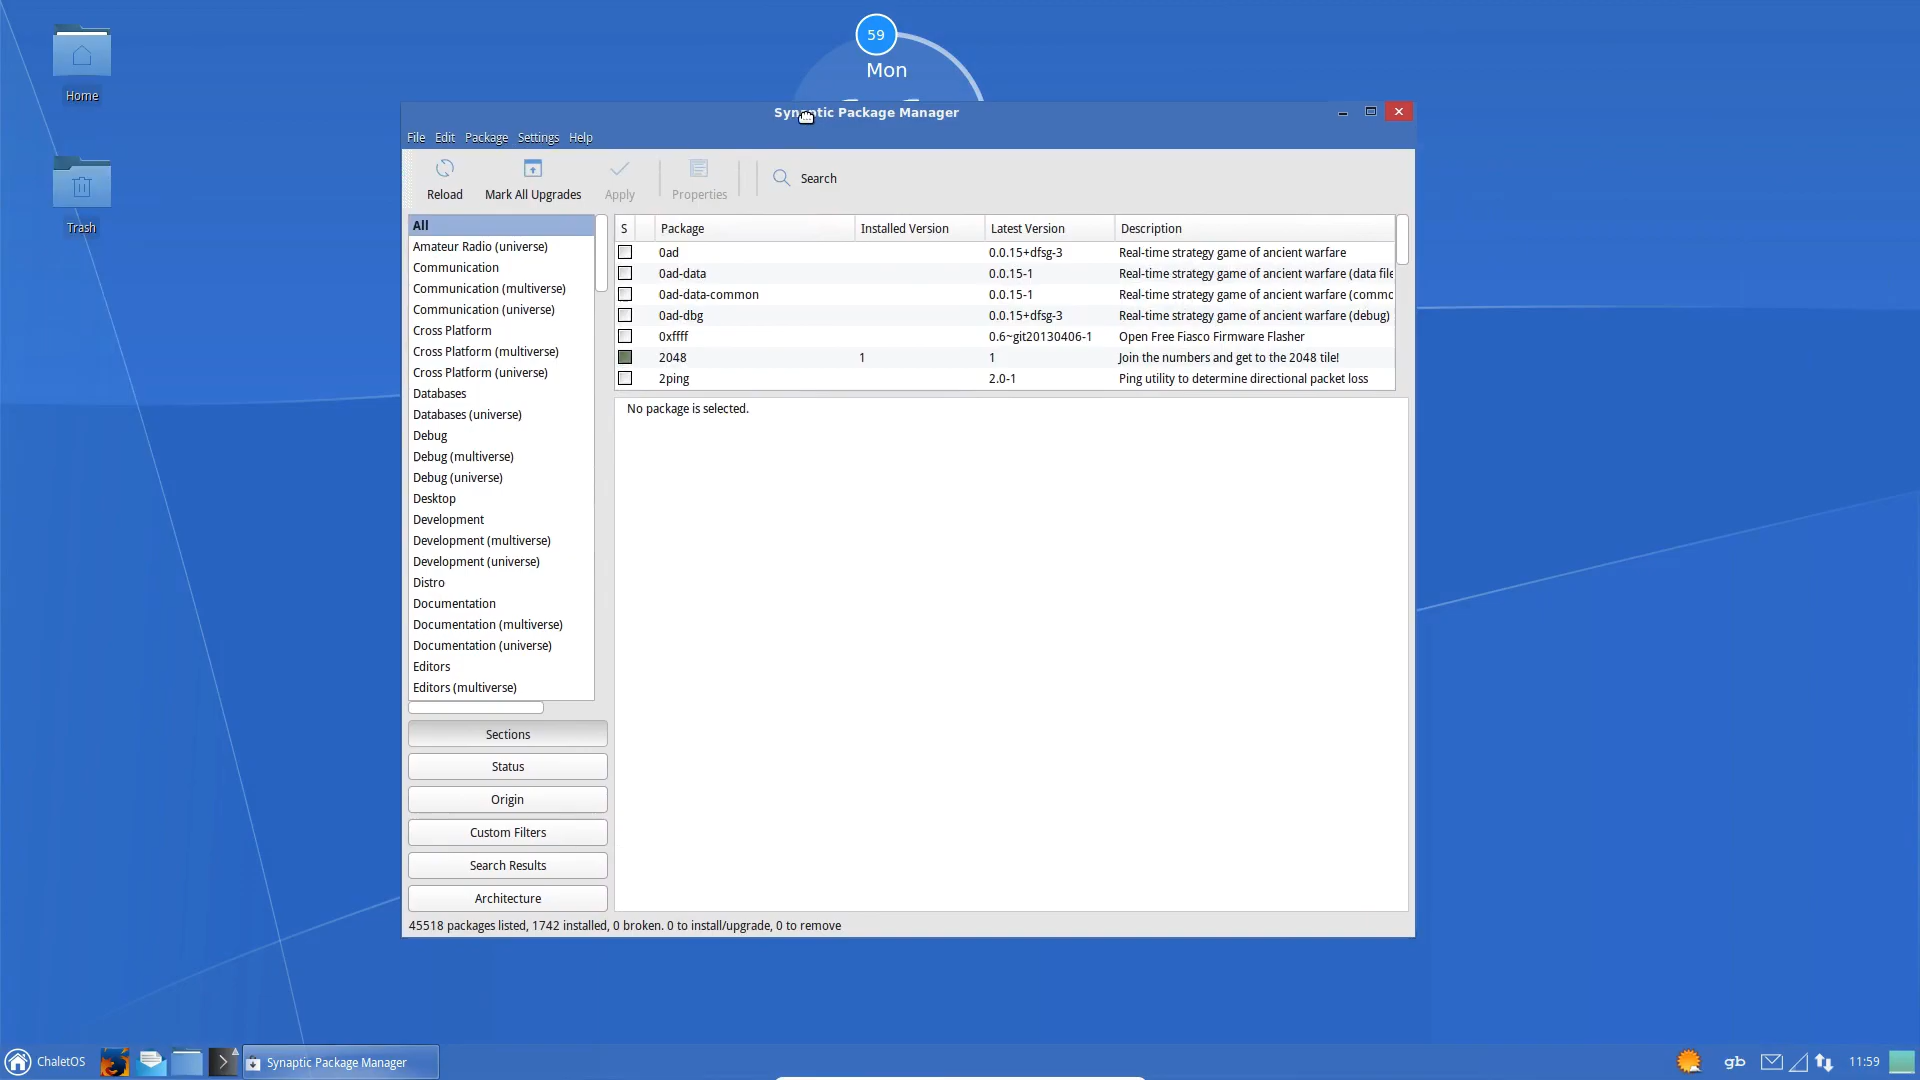 59
Mon
Home
Trash
Synaptic Package Manager
File Edit Package Settings Help
Reload Mark All Upgrades Apply Properties Search
All
Amateur Radio (universe)
Communication
Communication (multiverse)
Communication (universe)
Cross Platform
Cross Platform (multiverse)
Cross Platform (universe)
Databases
Databases (universe)
Debug
Debug (multiverse)
Debug (universe)
Desktop
Development
Development (multiverse)
Development (universe)
Distro
Documentation
Documentation (multiverse)
Documentation (universe)
Editors
Editors (multiverse)
Sections
Status
Origin
Custom Filters
Search Results
Architecture
S Package Installed Version Latest Version Description
0ad 0.0.15+dfsg-3 Real-time strategy game of ancient warfare
0ad-data 0.0.15-1 Real-time strategy game of ancient warfare (data file
0ad-data-common 0.0.15-1 Real-time strategy game of ancient warfare (commo
0ad-dbg 0.0.15+dfsg-3 Real-time strategy game of ancient warfare (debug)
0xffff 0.6~git20130406-1 Open Free Fiasco Firmware Flasher
2048 1 1 Join the numbers and get to the 2048 tile!
2ping 2.0-1 Ping utility to determine directional packet loss
No package is selected.
45518 packages listed, 1742 installed, 0 broken. 0 to install/upgrade, 0 to remove
ChaletOS Synaptic Package Manager gb 11:59